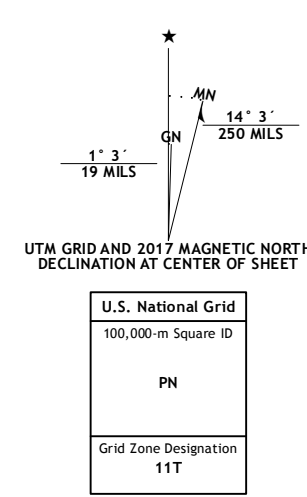 ★
MN
GN
14° 3´
250 MILS
1° 3´
19 MILS
UTM GRID AND 2017 MAGNETIC NORTH
DECLINATION AT CENTER OF SHEET
U.S. National Grid
100,000-m Square ID
PN
Grid Zone Designation
11T